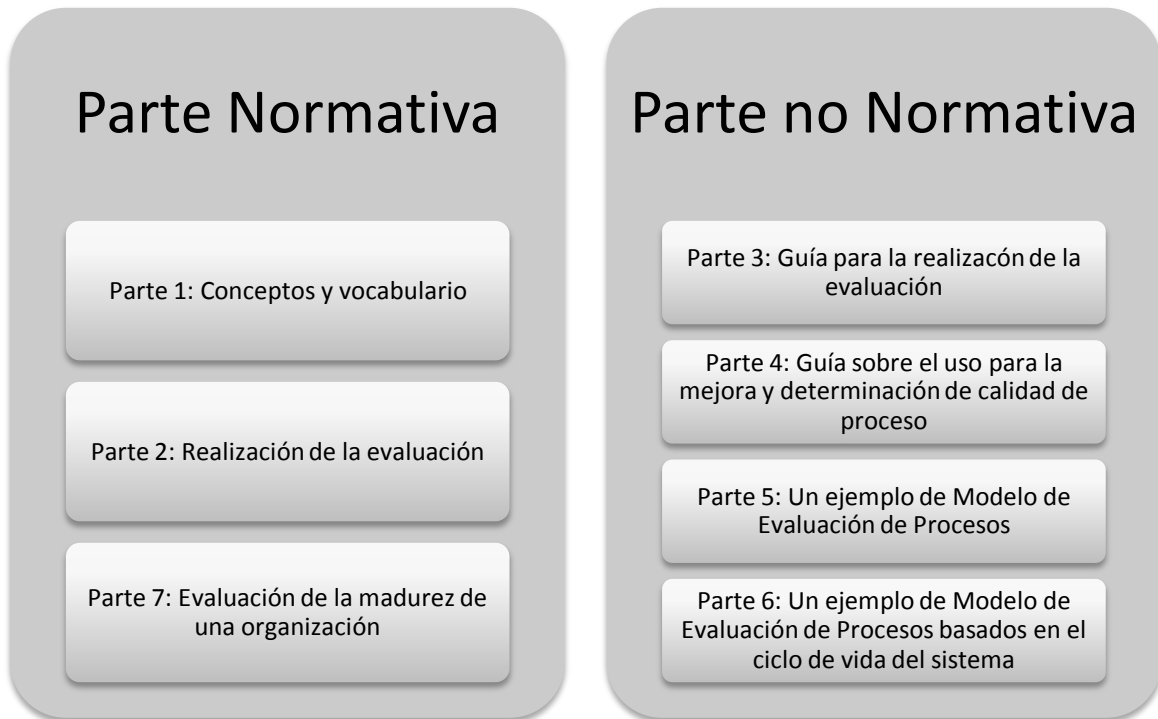 Parte Normativa
Parte 1: Conceptos y vocabulario
Parte 2: Realización de la evaluación
Parte 7: Evaluación de la madurez de
una organización
Parte no Normativa
Parte 3: Guía para la realizacón de la
evaluación
Parte 4: Guía sobre el uso para la
mejora y determinación de calidad de
proceso
Parte 5: Un ejemplo de Modelo de
Evaluación de Procesos
Parte 6: Un ejemplo de Modelo de
Evaluación de Procesos basados en el
ciclo de vida del sistema